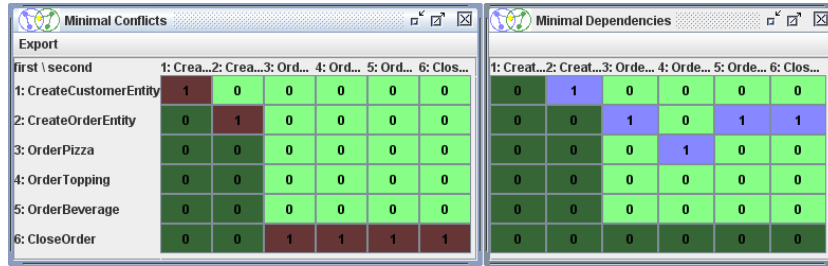 Minimal Conflicts
Export
first \ second 1: Crea... 2: Crea... 3: Ord... 4: Ord... 5: Ord... 6: Clos...
1: CreateCustomerEntity 1 0 0 0 0 0
2: CreateOrderEntity 0 1 0 0 0 0
3: OrderPizza 0 0 0 0 0 0
4: OrderTopping 0 0 0 0 0 0
5: OrderBeverage 0 0 0 0 0 0
6: CloseOrder 0 0 1 1 1 1
Minimal Dependencies
1: Creat... 2: Creat... 3: Orde... 4: Orde... 5: Orde... 6: Clos...
0 1 0 0 0 0
0 0 1 0 1 1
0 0 0 1 0 0
0 0 0 0 0 0
0 0 0 0 0 0
0 0 0 0 0 0